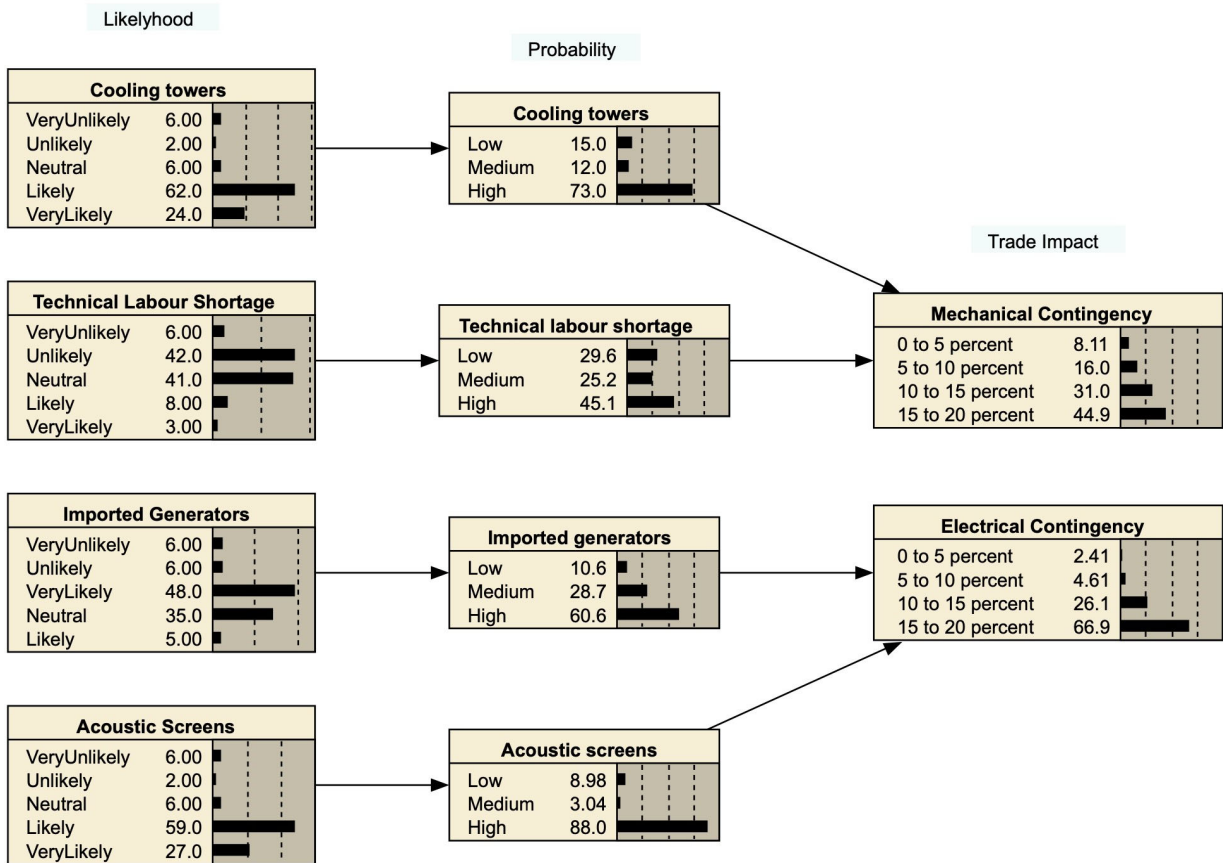 Likelyhood
Probability
Trade Impact
Cooling towers
VeryUnlikely 6.00
Unlikely 2.00
Neutral 6.00
Likely 62.0
VeryLikely 24.0
Cooling towers
Low 15.0
Medium 12.0
High 73.0
Technical Labour Shortage
VeryUnlikely 6.00
Unlikely 42.0
Neutral 41.0
Likely 8.00
VeryLikely 3.00
Technical labour shortage
Low 29.6
Medium 25.2
High 45.1
Mechanical Contingency
0 to 5 percent 8.11
5 to 10 percent 16.0
10 to 15 percent 31.0
15 to 20 percent 44.9
Imported Generators
VeryUnlikely 6.00
Unlikely 6.00
VeryLikely 48.0
Neutral 35.0
Likely 5.00
Imported generators
Low 10.6
Medium 28.7
High 60.6
Electrical Contingency
0 to 5 percent 2.41
5 to 10 percent 4.61
10 to 15 percent 26.1
15 to 20 percent 66.9
Acoustic Screens
VeryUnlikely 6.00
Unlikely 2.00
Neutral 6.00
Likely 59.0
VeryLikely 27.0
Acoustic screens
Low 8.98
Medium 3.04
High 88.0